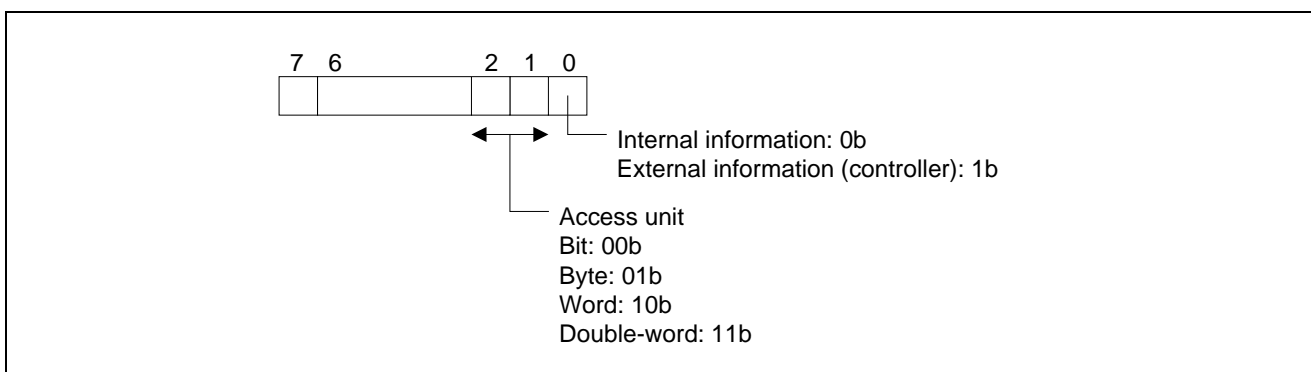 7 6 2 1 0
Internal information: 0b
External information (controller): 1b
Access unit
Bit: 00b
Byte: 01b
Word: 10b
Double-word: 11b